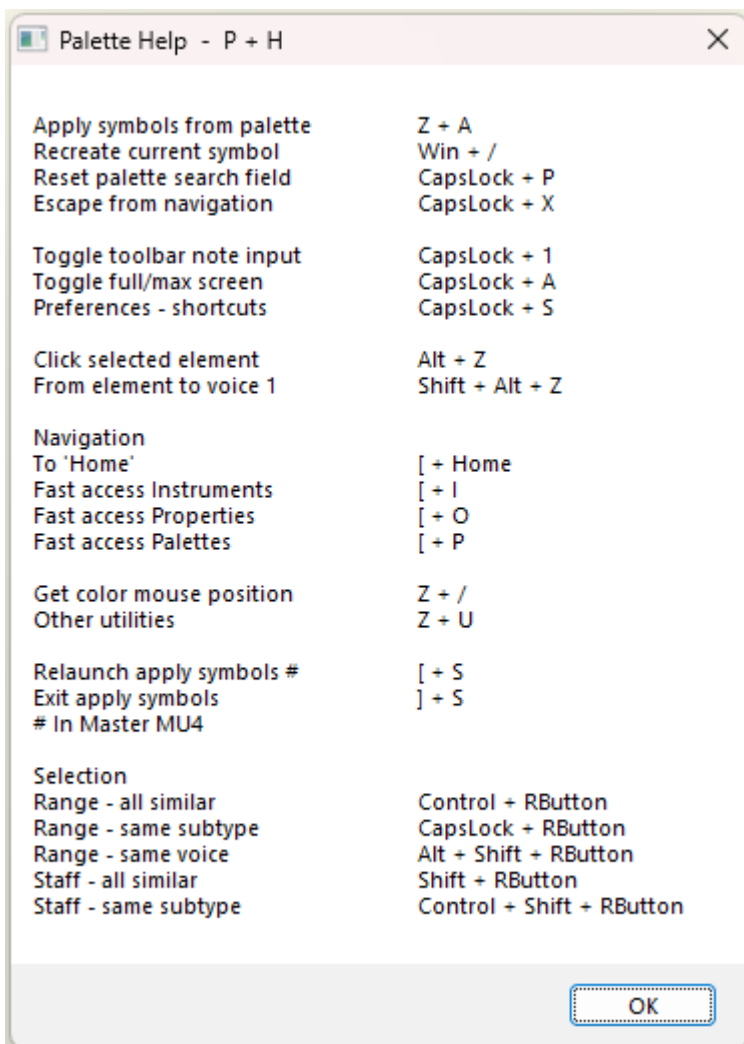 Palette Help - P + H
Apply symbols from palette Z + A
Recreate current symbol Win + /
Reset palette search field CapsLock + P
Escape from navigation CapsLock + X
Toggle toolbar note input CapsLock + 1
Toggle full/max screen CapsLock + A
Preferences - shortcuts CapsLock + S
Click selected element Alt + Z
From element to voice 1 Shift + Alt + Z
Navigation
To 'Home' [ + Home
Fast access Instruments [ + I
Fast access Properties [ + O
Fast access Palettes [ + P
Get color mouse position Z + /
Other utilities Z + U
Relaunch apply symbols # [ + S
Exit apply symbols ] + S
# In Master MU4
Selection
Range - all similar Control + RButton
Range - same subtype CapsLock + RButton
Range - same voice Alt + Shift + RButton
Staff - all similar Shift + RButton
Staff - same subtype Control + Shift + RButton
OK